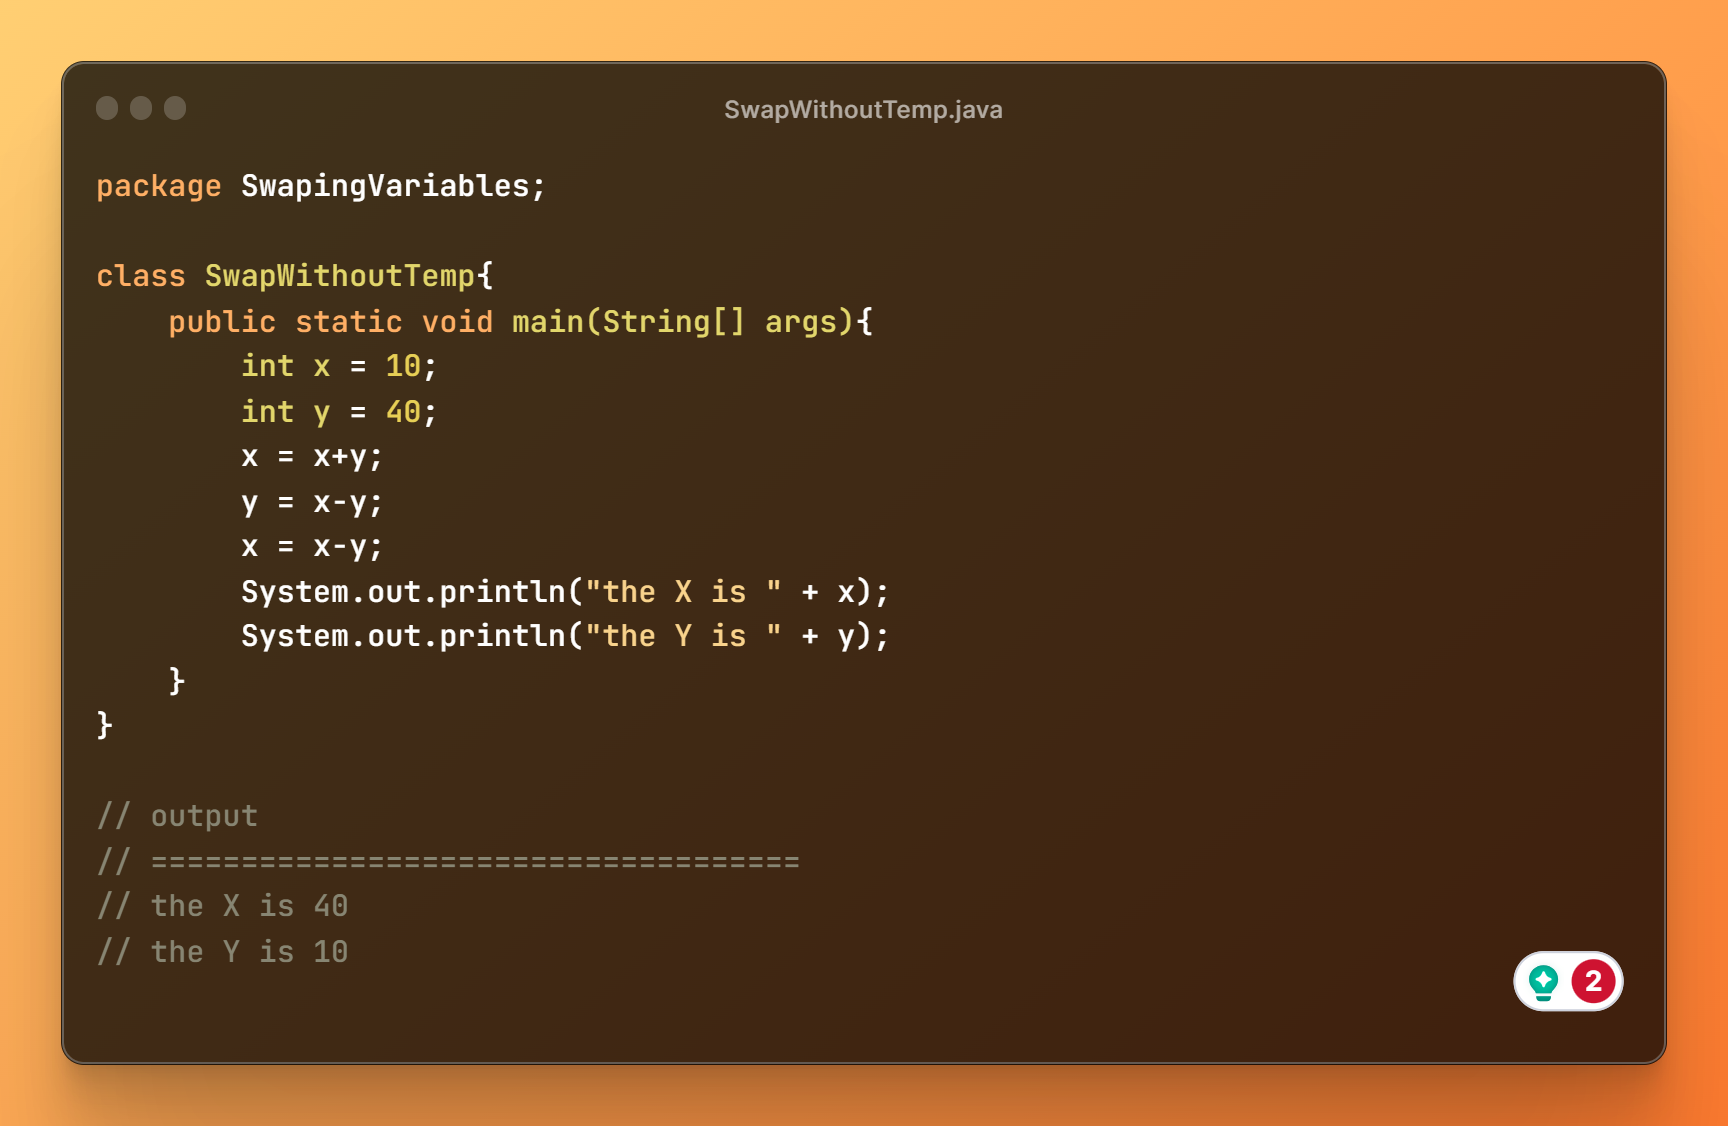 SwapWithoutTemp.java
package SwapingVariables;
class SwapWithoutTemp{
    public static void main(String[] args){
        int x = 10;
        int y = 40;
        x = x+y;
        y = x-y;
        x = x-y;
        System.out.println("the X is " + x);
        System.out.println("the Y is " + y);
    }
}
// output
// ====================================
// the X is 40
// the Y is 10
2